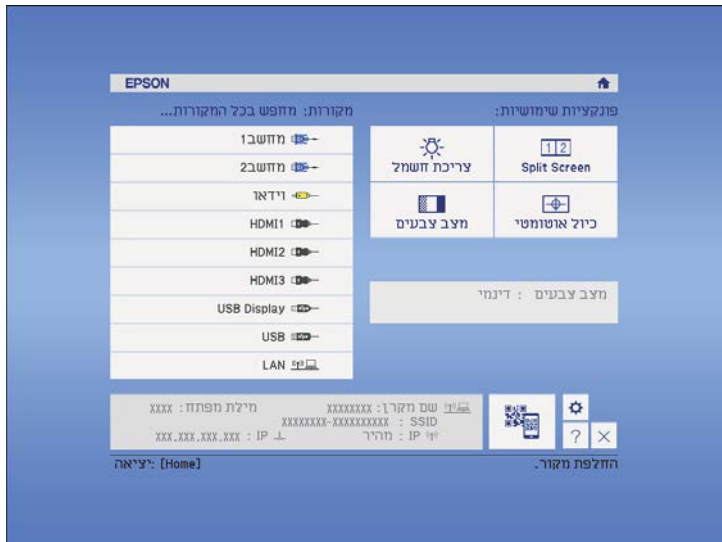 EPSON
פונקציות שימושיות:
מקורות: מחפש בכל המקורות...
Split Screen
צריכת חשמל
כיול אוטומטי
מצב צבעים
מצב צבעים : דינמי
מחשב1
מחשב2
וידאו
HDMI1
HDMI2
HDMI3
USB Display
USB
LAN
שם מקרן: XXXXXXXX
מילת מפתח: XXXX
SSID : XXXXXXXX-XXXXXXXXXX
IP : מהיר
IP : XXX.XXX.XXX.XXX
החלפת מקור.
[Home] :יציאה